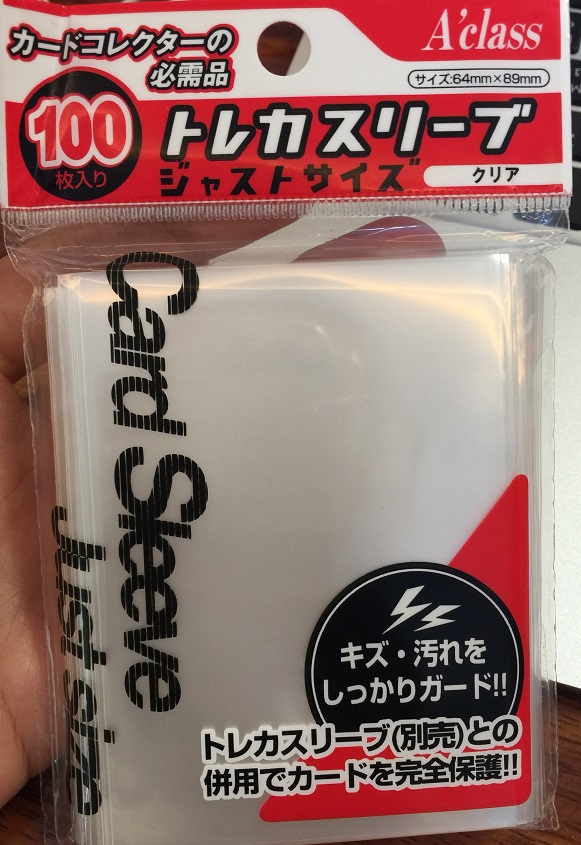 カードコレクターの
必需品
A'class
サイズ:64mm×89mm
100
枚入り
トレカスリーブ
ジャストサイズ
クリア
Card Sleeve
Just size
キズ・汚れを
しっかりガード!!
トレカスリーブ(別売)との
併用でカードを完全保護!!